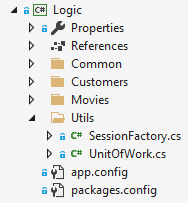 C# Logic
Properties
References
Common
Customers
Movies
Utils
C# SessionFactory.cs
C# UnitOfWork.cs
app.config
packages.config